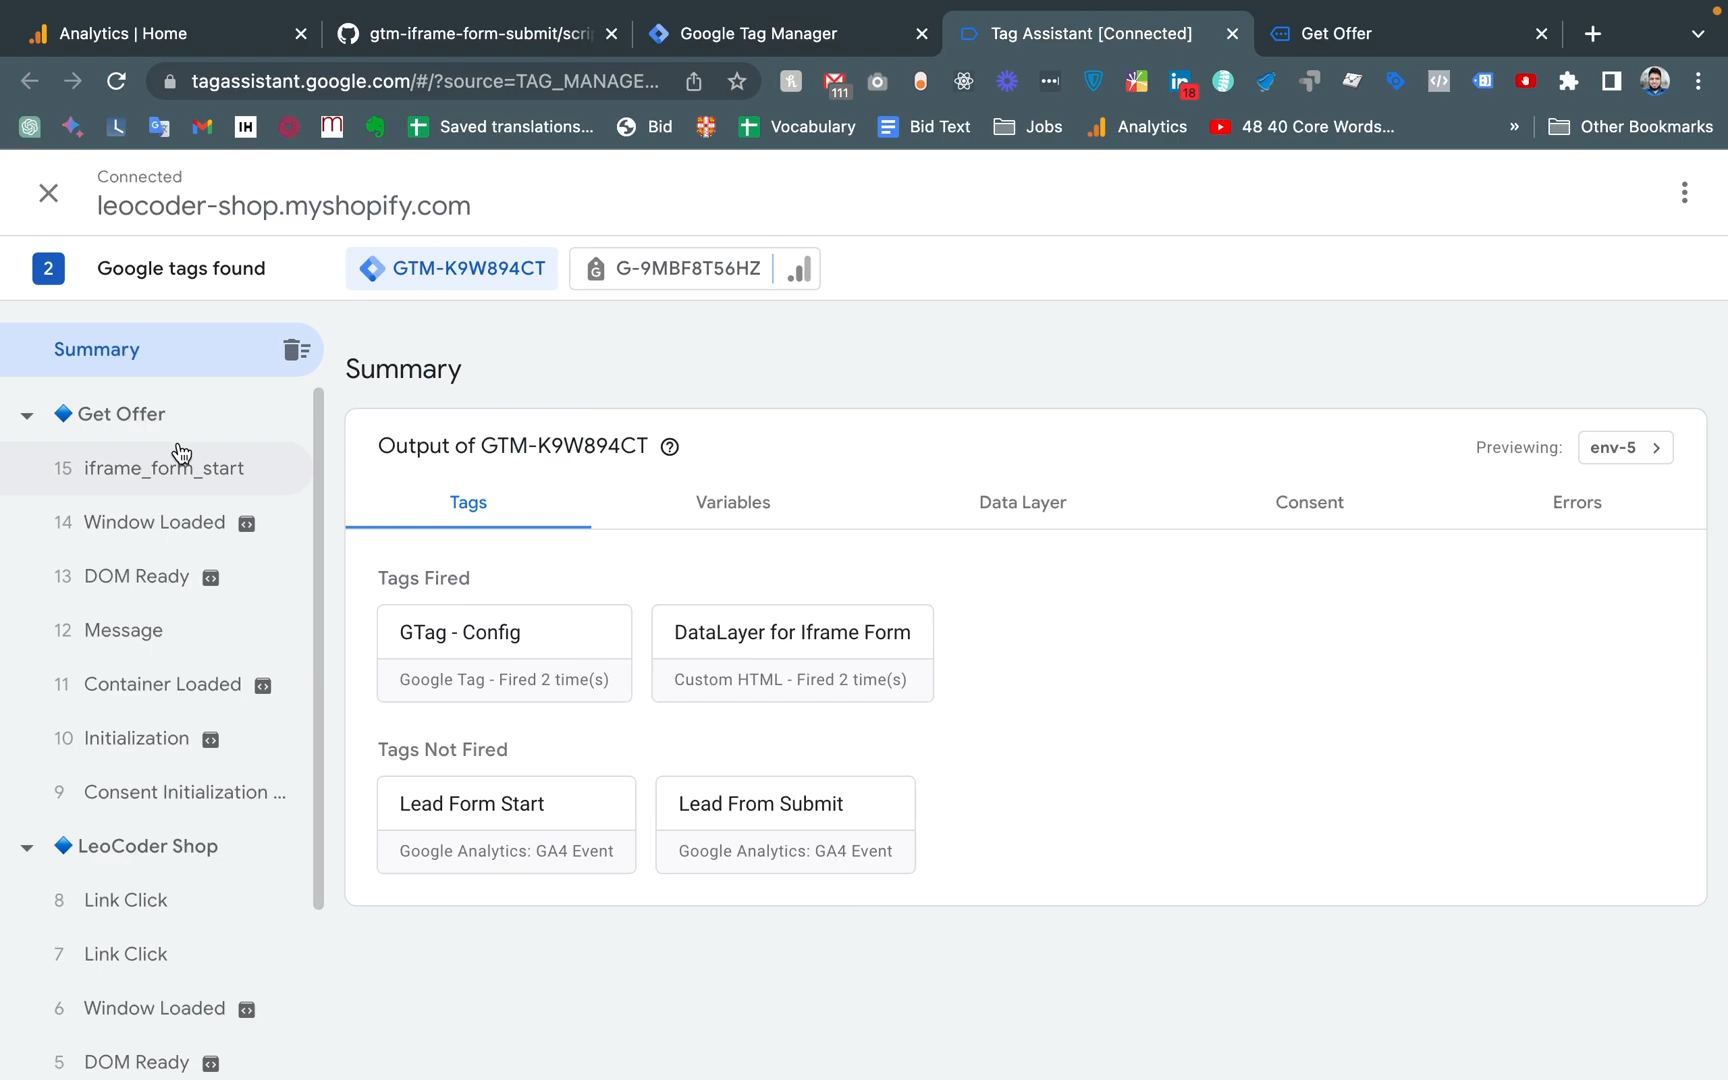 Analytics | Home
gtm-iframe-form-submit/scri
Google Tag Manager
Tag Assistant [Connected]
Get Offer
tagassistant.google.com/#/?source=TAG_MANAGE...
111
18
IH
Saved translations...
Bid
Vocabulary
Bid Text
Jobs
Analytics
48 40 Core Words...
»
Other Bookmarks
Connected
leocoder-shop.myshopify.com
2
Google tags found
GTM-K9W894CT
G-9MBF8T56HZ
Summary
Get Offer
15 iframe_form_start
14 Window Loaded
13 DOM Ready
12 Message
11 Container Loaded
10 Initialization
9 Consent Initialization ...
LeoCoder Shop
8 Link Click
7 Link Click
6 Window Loaded
5 DOM Ready
Summary
Output of GTM-K9W894CT
Previewing: env-5
Tags
Variables
Data Layer
Consent
Errors
Tags Fired
GTag - Config
Google Tag - Fired 2 time(s)
DataLayer for Iframe Form
Custom HTML - Fired 2 time(s)
Tags Not Fired
Lead Form Start
Google Analytics: GA4 Event
Lead From Submit
Google Analytics: GA4 Event